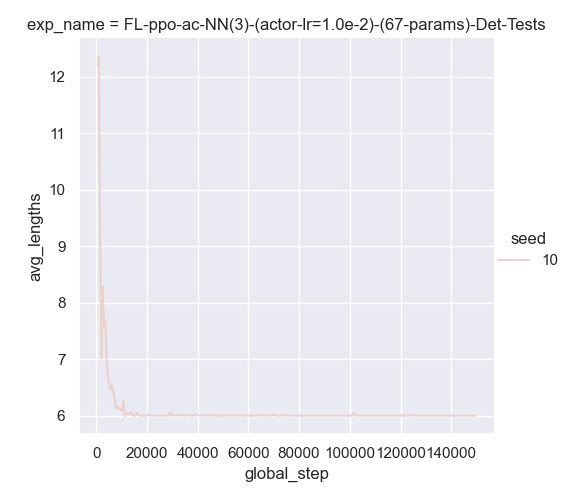 exp_name = FL-ppo-ac-NN(3)-(actor-lr=1.0e-2)-(67-params)-Det-Tests
12
11
10
9
8
7
6
avg_lengths
seed
10
0 20000 40000 60000 80000 100000 120000 140000
global_step